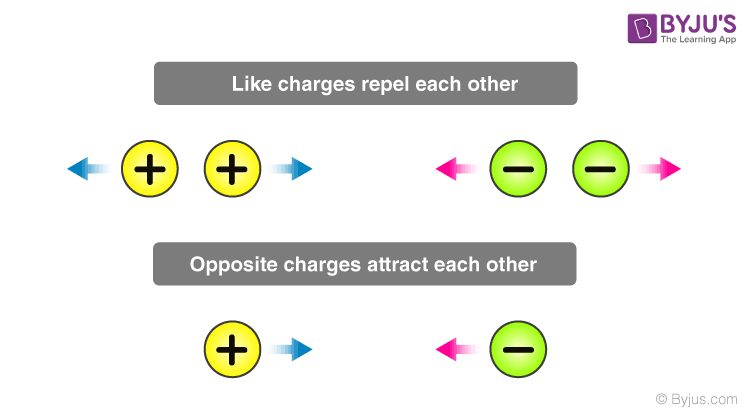 BYJU'S
The Learning App
Like charges repel each other
+ + − −
Opposite charges attract each other
+ −
© Byjus.com